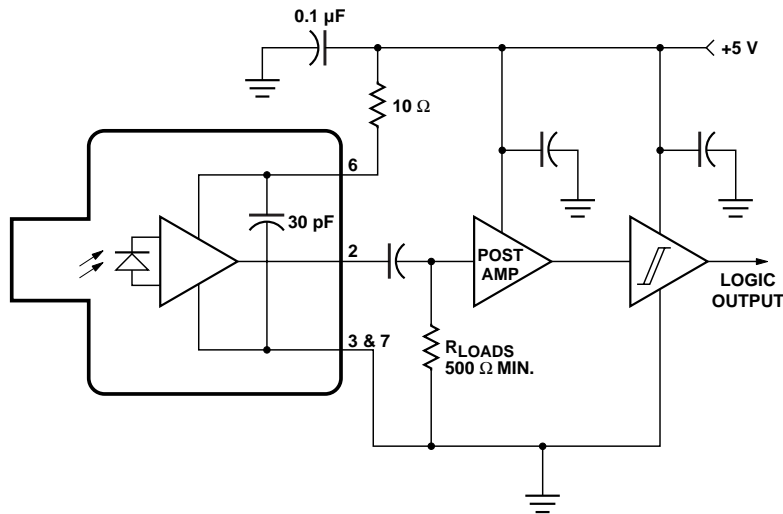 0.1 µF
+5 V
10 Ω
6
30 pF
2
POST
AMP
LOGIC
OUTPUT
3 & 7
RLOADS
500 Ω MIN.